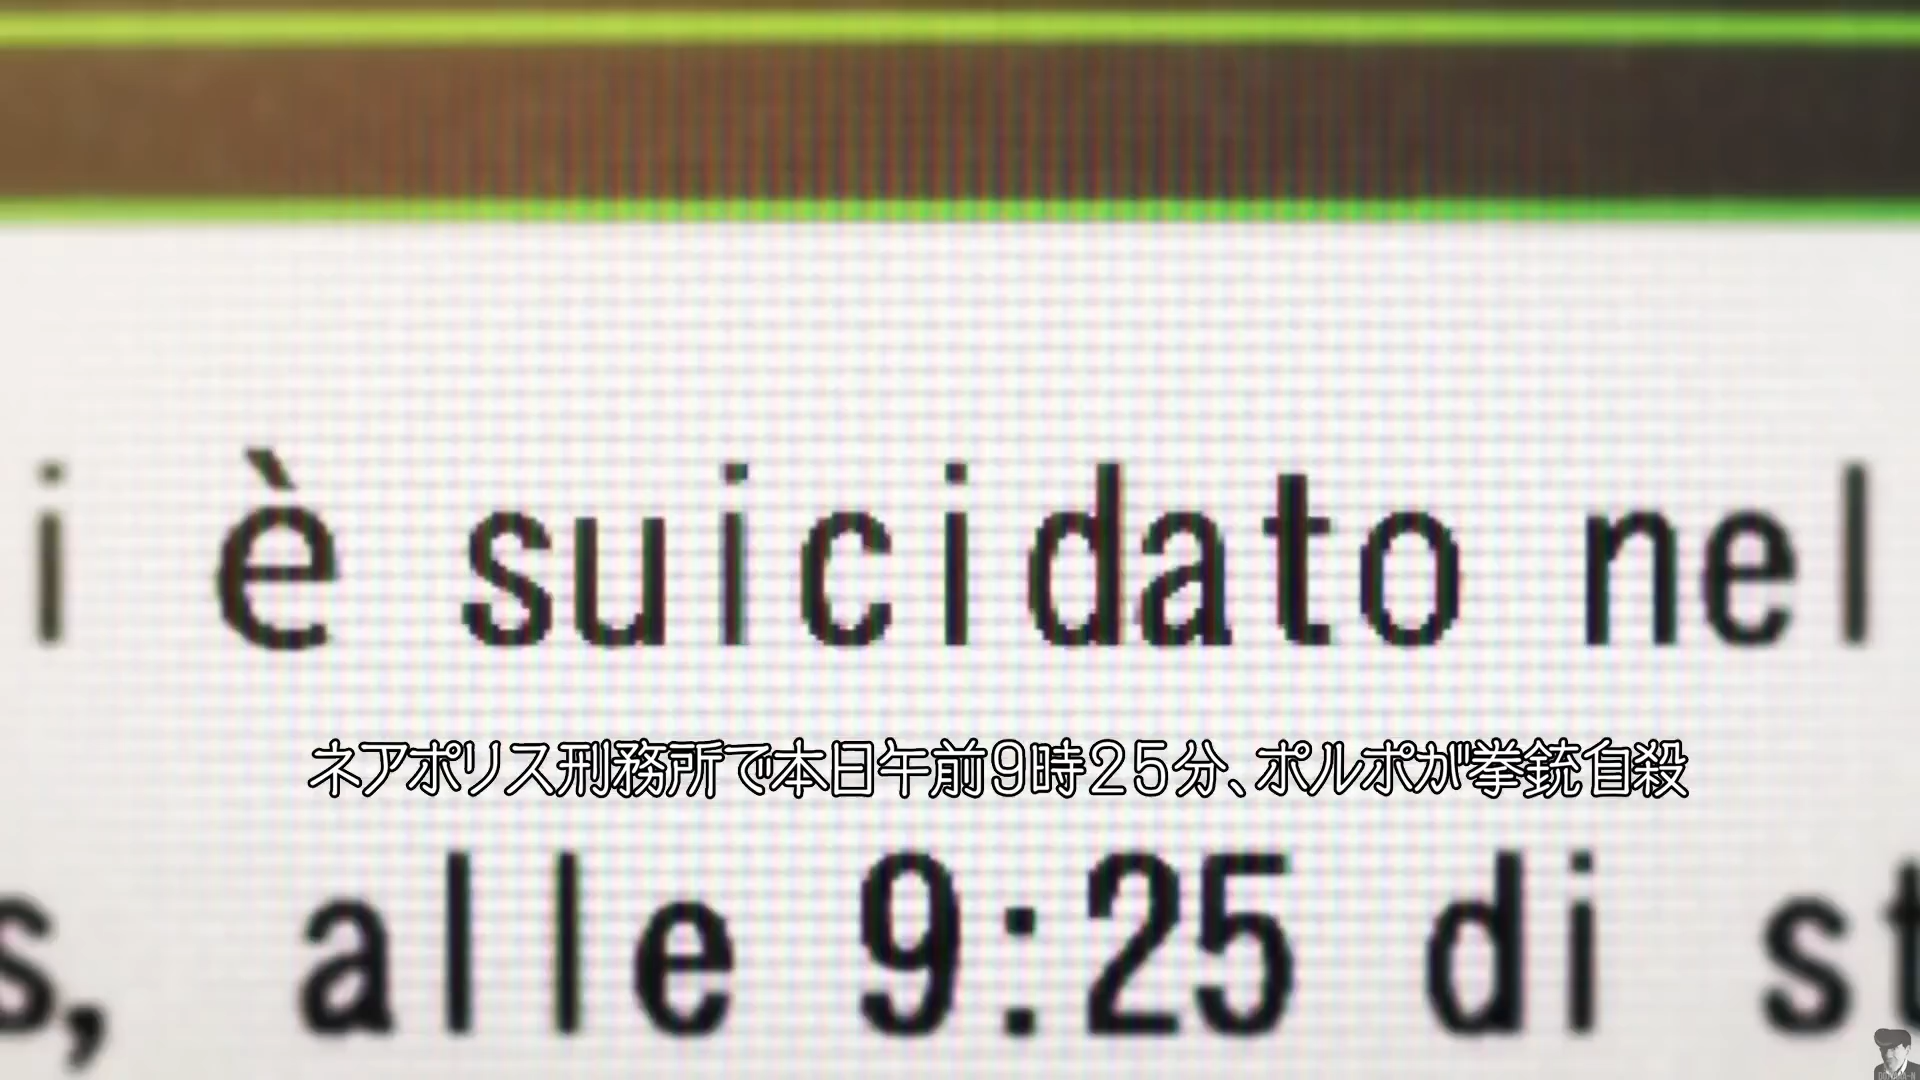 i è suicidato nel
ネアポリス刑務所で本日午前9時25分、ポルポが拳銃自殺
s, alle 9:25 di st